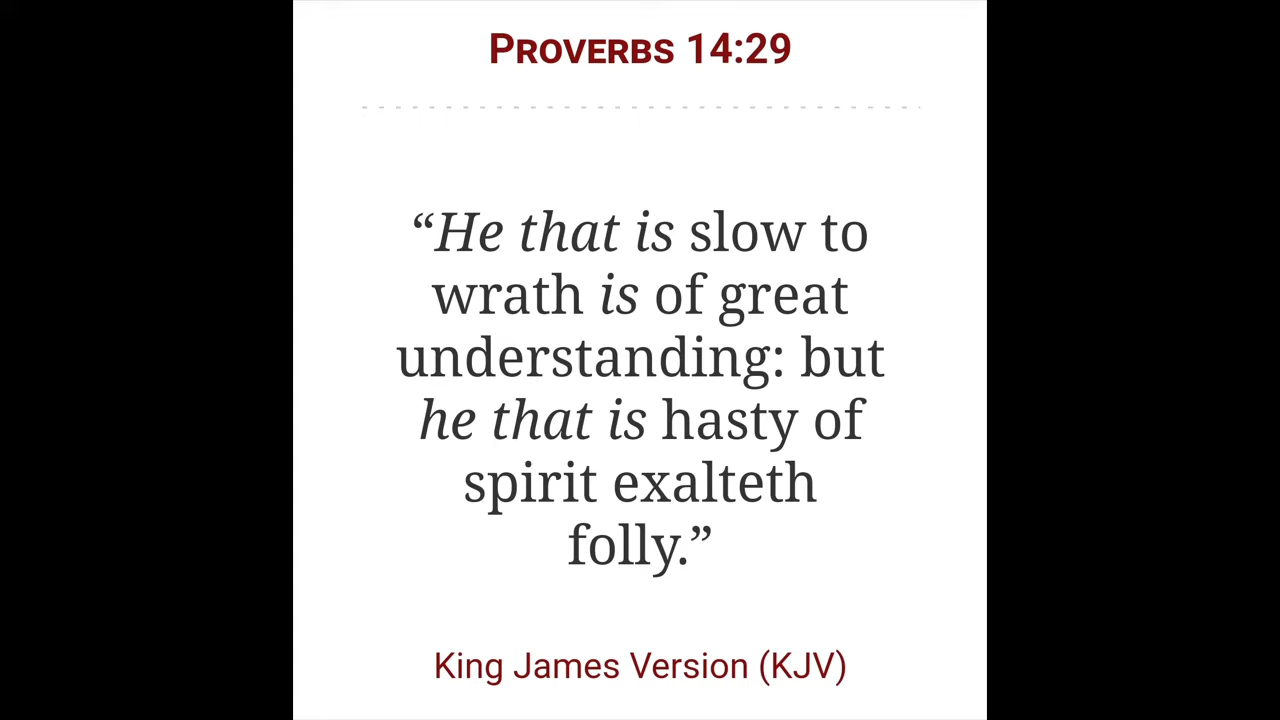 Proverbs 14:29
“He that is slow to
wrath is of great
understanding: but
he that is hasty of
spirit exalteth
folly.”
King James Version (KJV)